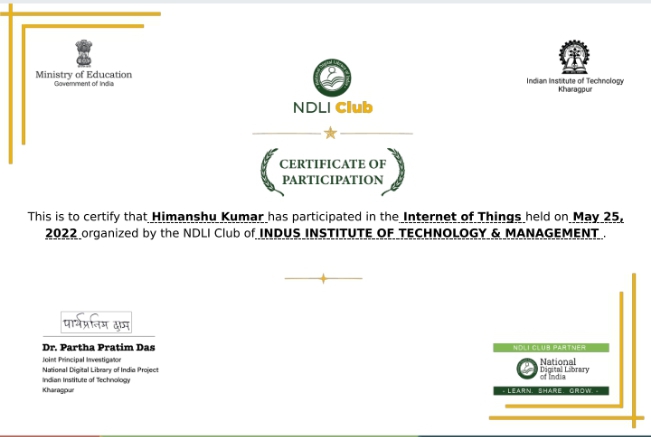 Ministry of Education
Government of India
NDLI Club
Indian Institute of Technology
Kharagpur
CERTIFICATE OF
PARTICIPATION
This is to certify that Himanshu Kumar has participated in the Internet of Things held on May 25,
2022 organized by the NDLI Club of INDUS INSTITUTE OF TECHNOLOGY & MANAGEMENT .
Dr. Partha Pratim Das
Joint Principal Investigator
National Digital Library of India Project
Indian Institute of Technology
Kharagpur
NDLI CLUB PARTNER
National
Digital Library
of India
- LEARN. SHARE. GROW. -